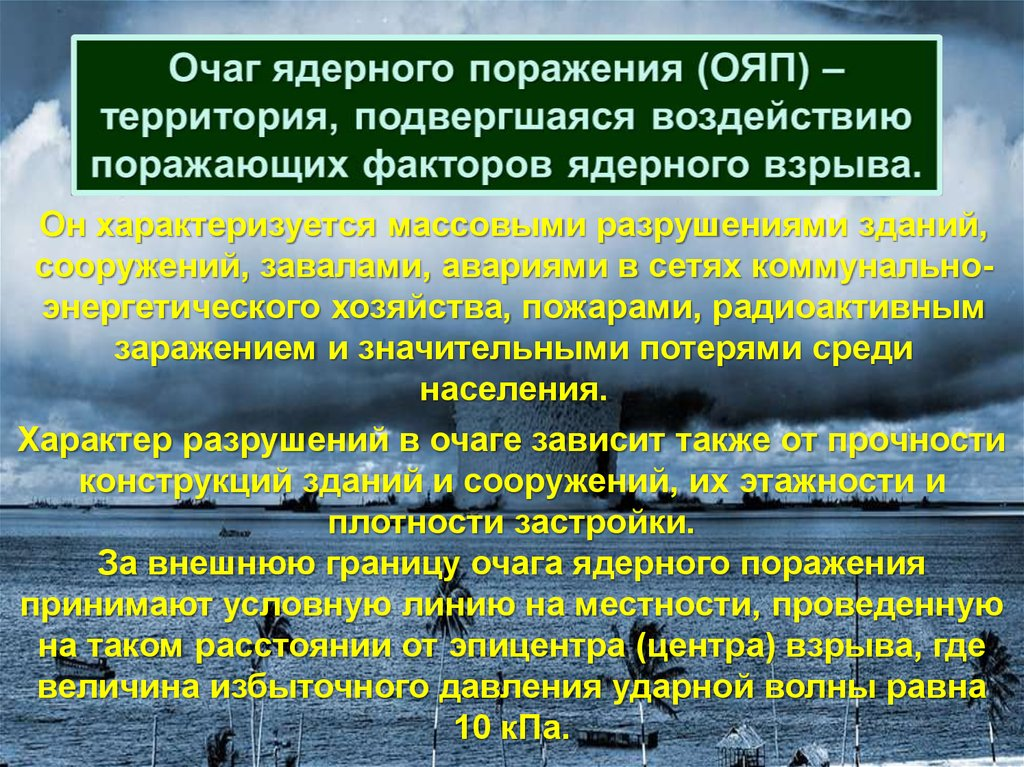 Очаг ядерного поражения (ОЯП) –
территория, подвергшаяся воздействию
поражающих факторов ядерного взрыва.
Он характеризуется массовыми разрушениями зданий,
сооружений, завалами, авариями в сетях коммунально-
энергетического хозяйства, пожарами, радиоактивным
заражением и значительными потерями среди
населения.
Характер разрушений в очаге зависит также от прочности
конструкций зданий и сооружений, их этажности и
плотности застройки.
За внешнюю границу очага ядерного поражения
принимают условную линию на местности, проведенную
на таком расстоянии от эпицентра (центра) взрыва, где
величина избыточного давления ударной волны равна
10 кПа.